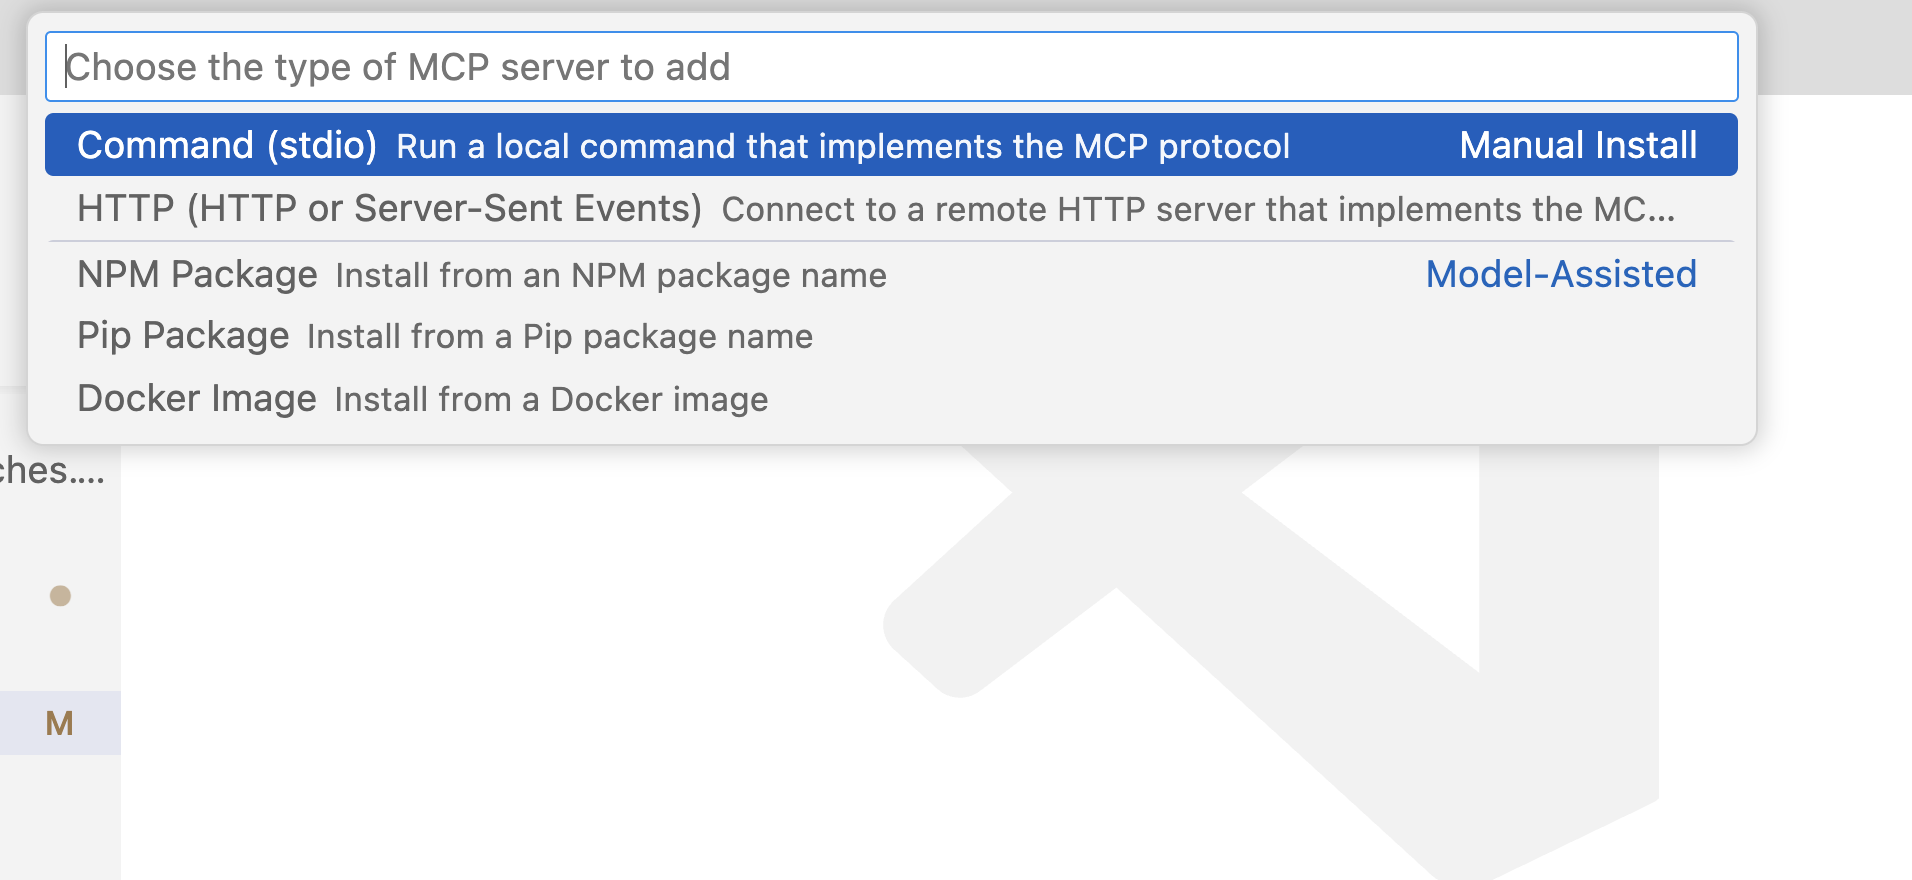 Choose the type of MCP server to add
Command (stdio) Run a local command that implements the MCP protocol Manual Install
HTTP (HTTP or Server-Sent Events) Connect to a remote HTTP server that implements the MC...
NPM Package Install from an NPM package name Model-Assisted
Pip Package Install from a Pip package name
Docker Image Install from a Docker image
ches....
M